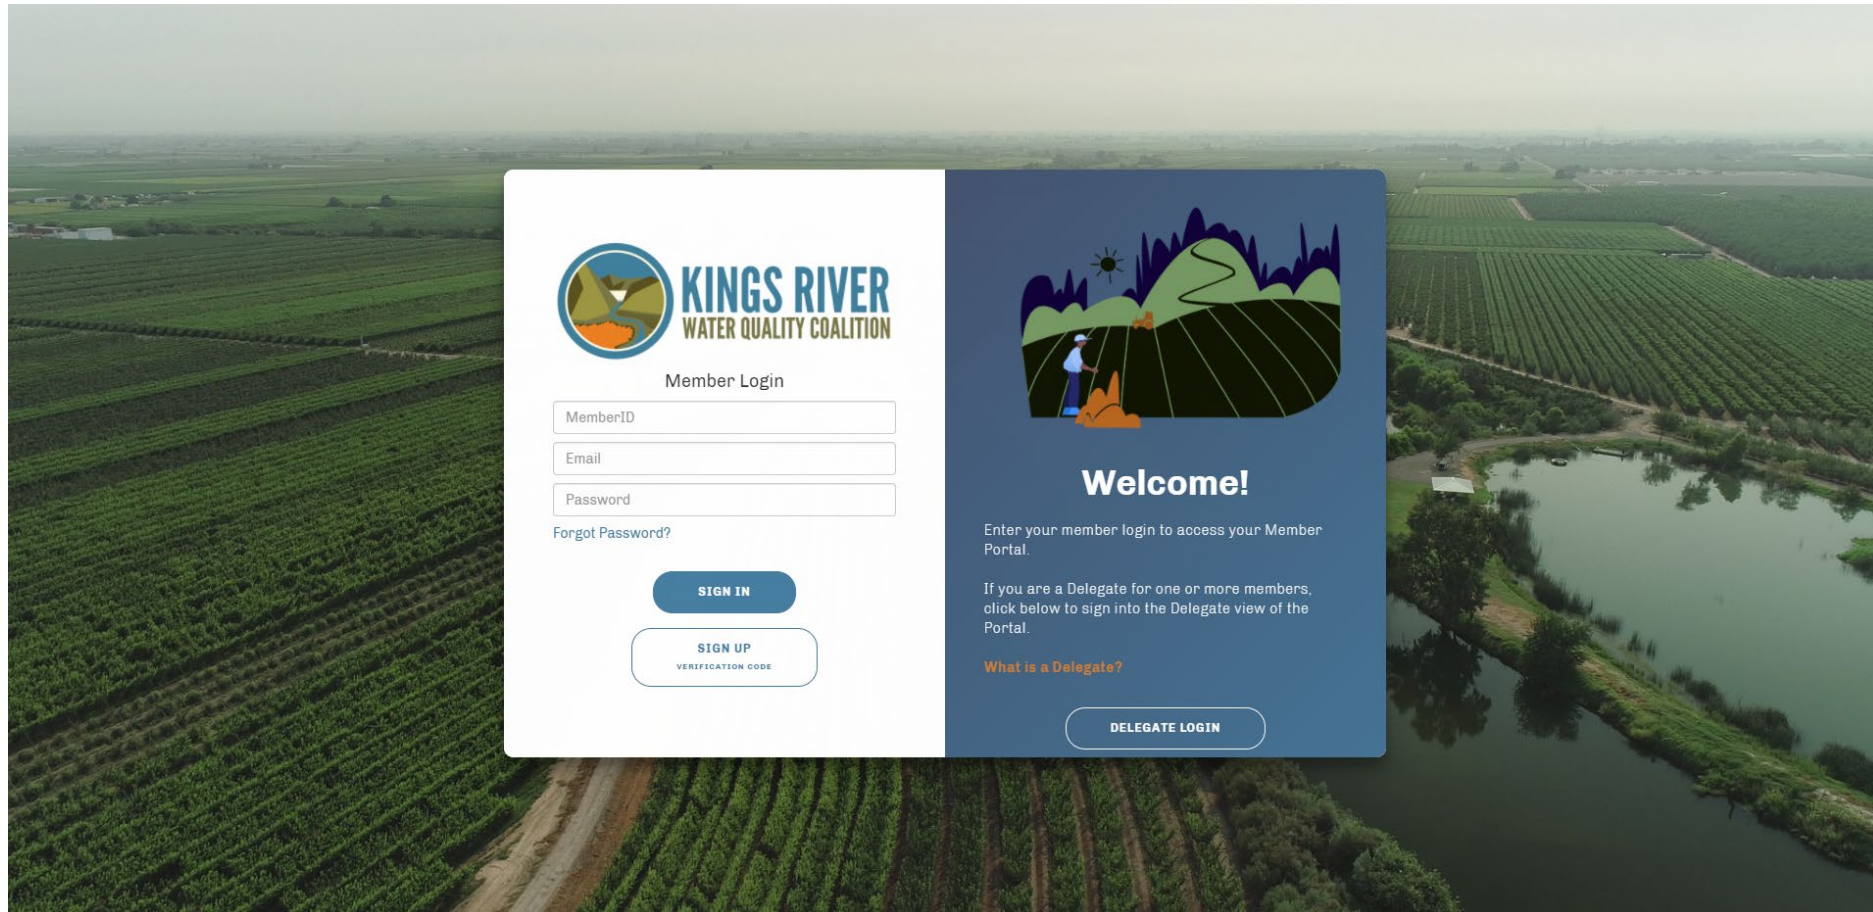 KINGS RIVER
WATER QUALITY COALITION
Member Login
MemberID
Email
Password
Forgot Password?
SIGN IN
SIGN UP
VERIFICATION CODE
Welcome!
Enter your member login to access your Member
Portal.
If you are a Delegate for one or more members,
click below to sign into the Delegate view of the
Portal.
What is a Delegate?
DELEGATE LOGIN